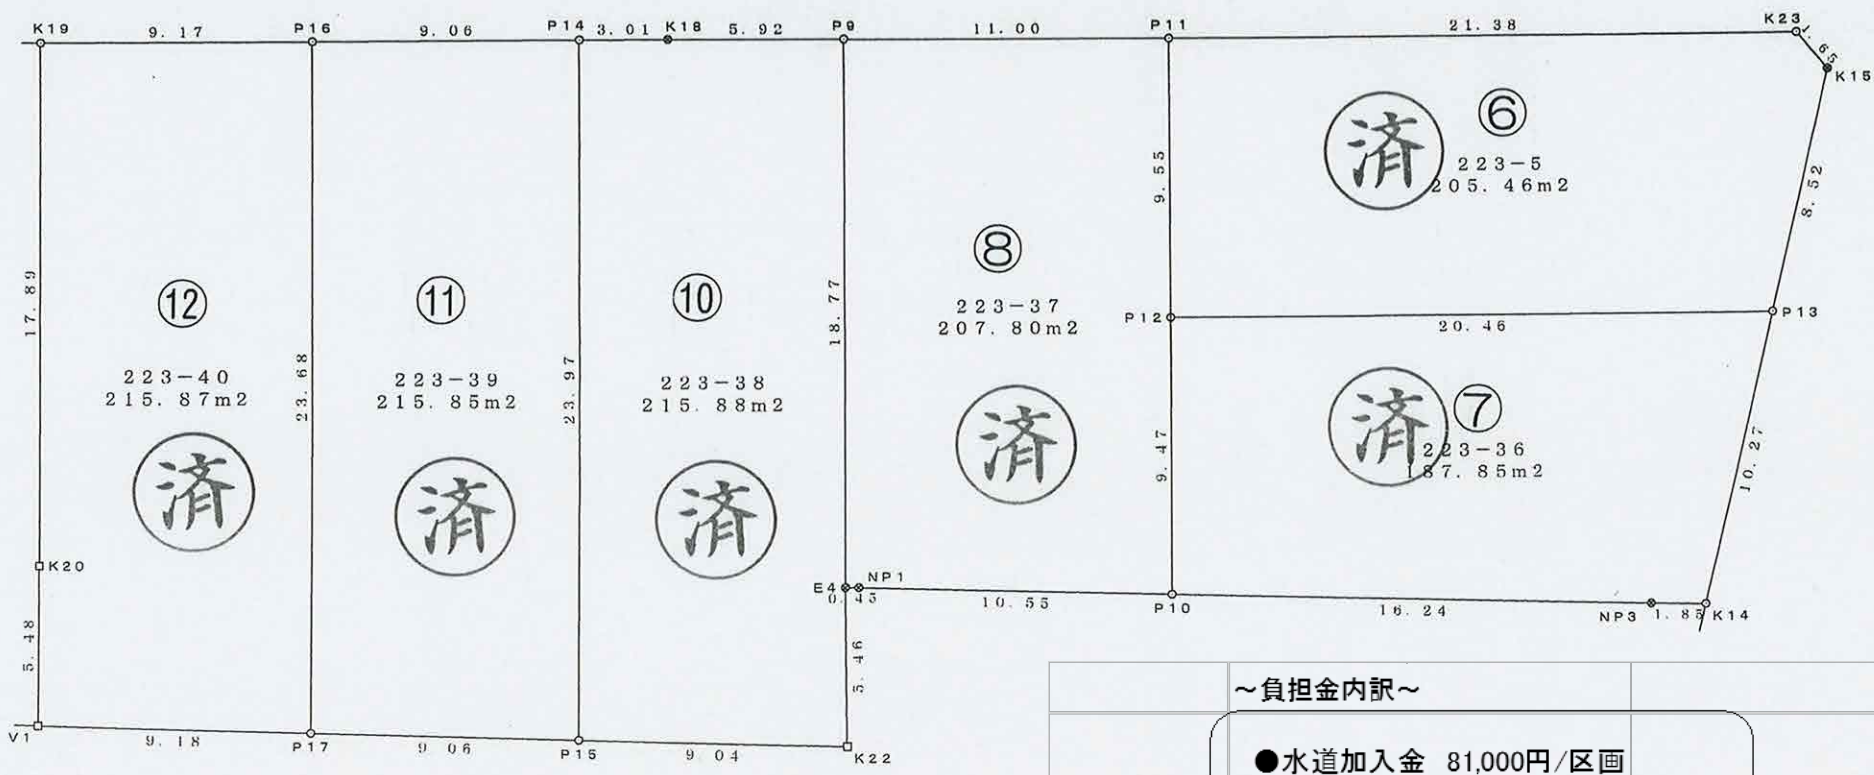 K19 9.17 P16 9.06 P14 3.01 K18 5.92 P9 11.00 P11 21.38 K23
1.65
K15
⑥
済
223-5
205.46m2
9.55
8.52
⑧
223-37
207.80m2
済
18.77
⑫
223-40
215.87m2
済
17.89
23.68
⑪
223-39
215.85m2
済
23.97
⑩
223-38
215.88m2
済
P12 20.46 P13
⑦
済
223-36
187.85m2
9.47
10.27
K20
E4 NP1
0.45 10.55 P10 16.24 NP3 1.85 K14
5.48
5.46
V1 9.18 P17 9.06 P15 9.04 K22
~負担金内訳~
●水道加入金 81,000円/区画